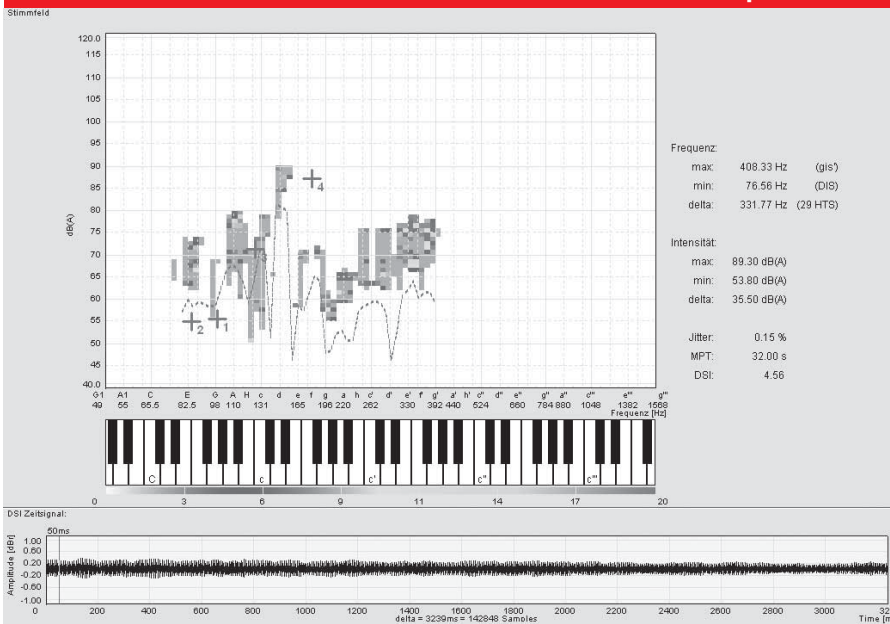 Stimmfeld
120.0
115
110
105
100
95
90
85
80
75
70
65
60
55
50
45
40.0
dB(A)
4
3
2
1
G1 A1 C E G A H c d e f g a h c' d' e' f' g' a' h' c'' d'' e'' g'' a'' c''' e''' g'''
49 55 65.5 82.5 98 110 131 165 196 220 262 330 392 440 524 660 784 880 1048 1382 1568
Frequenz [Hz]
Frequenz:
max: 408.33 Hz (gis')
min: 76.56 Hz (DIS)
delta: 331.77 Hz (29 HTS)
Intensität:
max: 89.30 dB(A)
min: 53.80 dB(A)
delta: 35.50 dB(A)
Jitter: 0.15 %
MPT: 32.00 s
DSI: 4.56
C c c' c'' c'''
0 3 6 9 11 14 17 20
DSI Zeitsignal:
50ms
Amplitude [dBr]
1.00
0.60
0.20
-0.20
-0.60
-1.00
0 200 400 600 800 1000 1200 1400 1600 1800 2000 2200 2400 2600 2800 3000 32
delta = 3239ms = 142848 Samples
Time [m